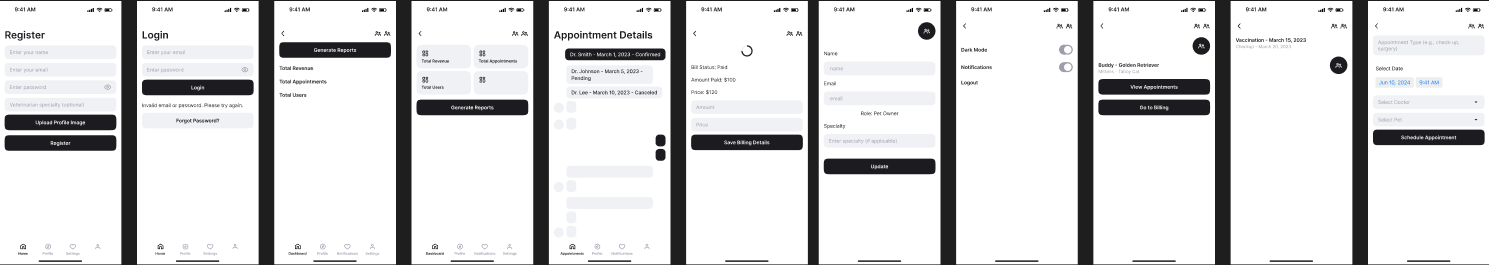 9:41 AM
Register
Enter your name
Enter your email
Enter password
Veterinarian specialty (optional)
Upload Profile Image
Register
Home
Profile
Settings
9:41 AM
Login
Enter your email
Enter password
Login
Invalid email or password. Please try again.
Forgot Password?
Home
Profile
Settings
9:41 AM
Generate Reports
Total Revenue
Total Appointments
Total Users
Dashboard
Profile
Notifications
Settings
9:41 AM
Total Revenue
Total Appointments
Total Users
Generate Reports
Dashboard
Profile
Notifications
Settings
9:41 AM
Appointment Details
Dr. Smith - March 1, 2023 - Confirmed
Dr. Johnson - March 5, 2023 -
Pending
Dr. Lee - March 10, 2023 - Canceled
Appointments
Profile
Notifications
9:41 AM
Bill Status: Paid
Amount Paid: $100
Price: $120
Amount
Price
Save Billing Details
9:41 AM
Name
name
Email
email
Role: Pet Owner
Specialty
Enter specialty (if applicable)
Update
9:41 AM
Dark Mode
Notifications
Logout
9:41 AM
Buddy - Golden Retriever
Mittens - Tabby Cat
View Appointments
Go to Billing
9:41 AM
Vaccination - March 15, 2023
Checkup - March 20, 2023
9:41 AM
Appointment Type (e.g., check-up,
surgery)
Select Date
Jun 10, 2024
9:41 AM
Select Doctor
Select Pet
Schedule Appointment